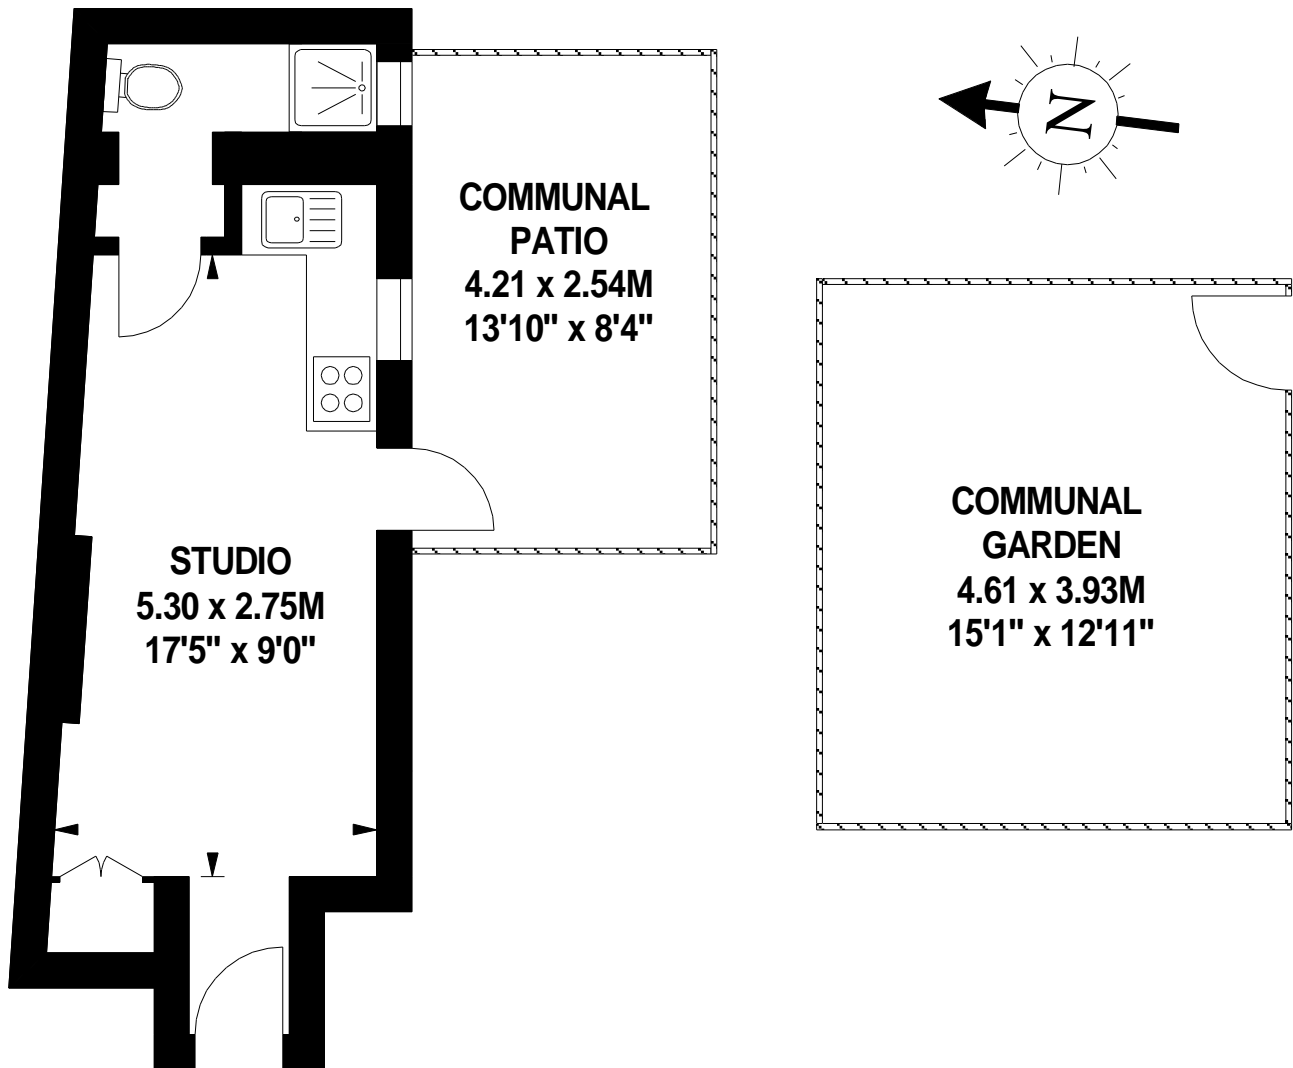 COMMUNAL
PATIO
4.21 x 2.54M
13'10" x 8'4"
N
STUDIO
5.30 x 2.75M
17'5" x 9'0"
COMMUNAL
GARDEN
4.61 x 3.93M
15'1" x 12'11"